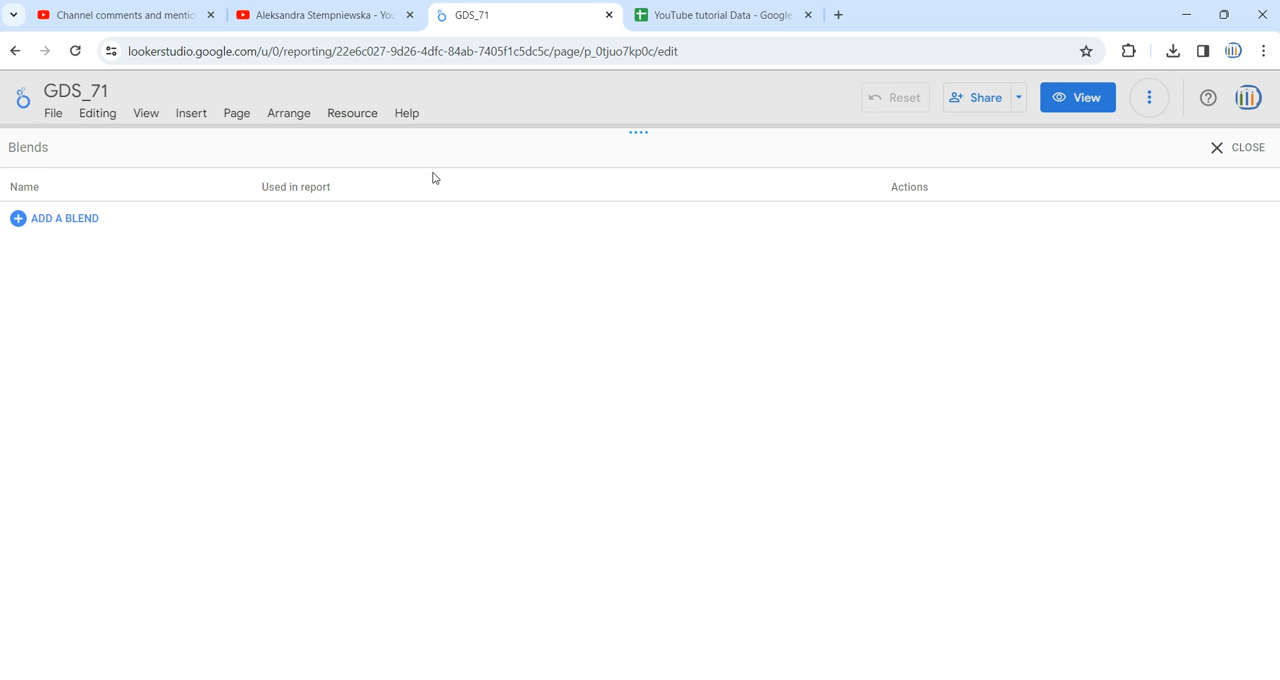 Channel comments and mentio
Aleksandra Stempniewska - You
GDS_71
YouTube tutorial Data - Google
lookerstudio.google.com/u/0/reporting/22e6c027-9d26-4dfc-84ab-7405f1c5dc5c/page/p_0tjuo7kp0c/edit
GDS_71
Reset
Share
View
File Editing View Insert Page Arrange Resource Help
Blends
CLOSE
Name Used in report Actions
ADD A BLEND